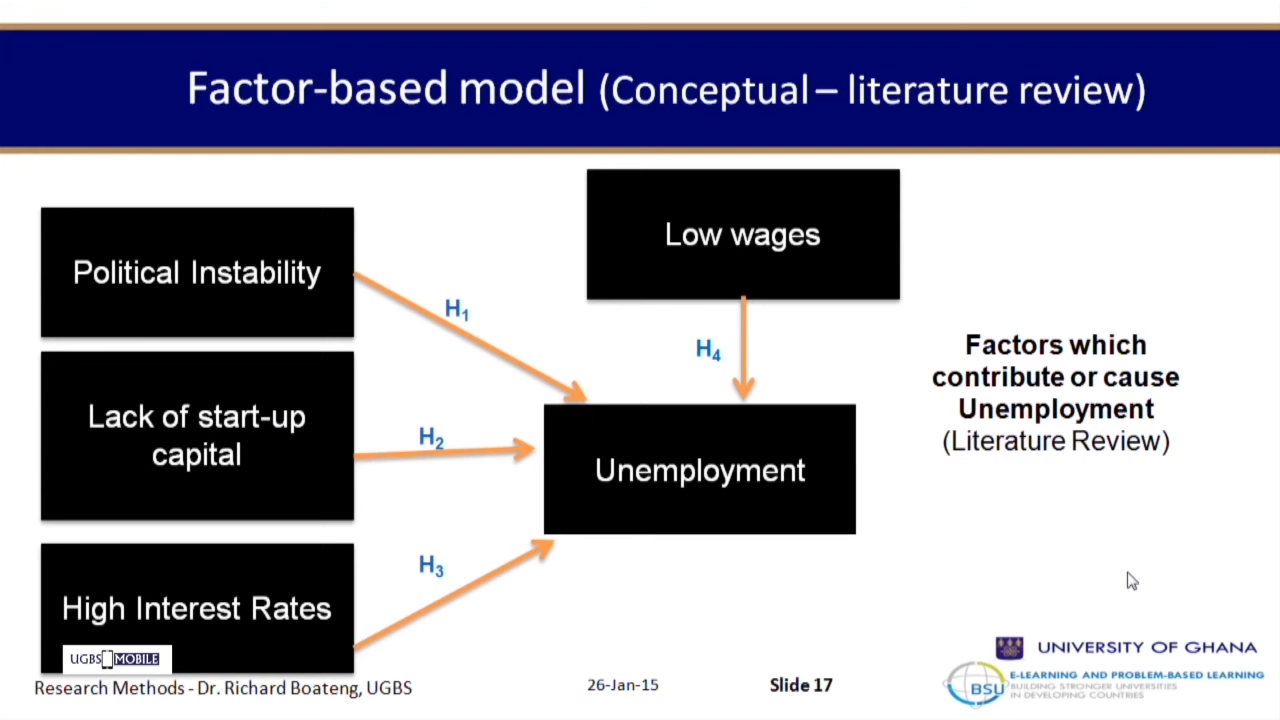 Factor-based model (Conceptual – literature review)
Political Instability
Low wages
H1
H4
Lack of start-up
capital
H2
Unemployment
Factors which
contribute or cause
Unemployment
(Literature Review)
H3
High Interest Rates
UGBS MOBILE
Research Methods - Dr. Richard Boateng, UGBS
26-Jan-15
Slide 17
UNIVERSITY OF GHANA
BSU
E-LEARNING AND PROBLEM-BASED LEARNING
BUILDING STRONGER UNIVERSITIES
IN DEVELOPING COUNTRIES